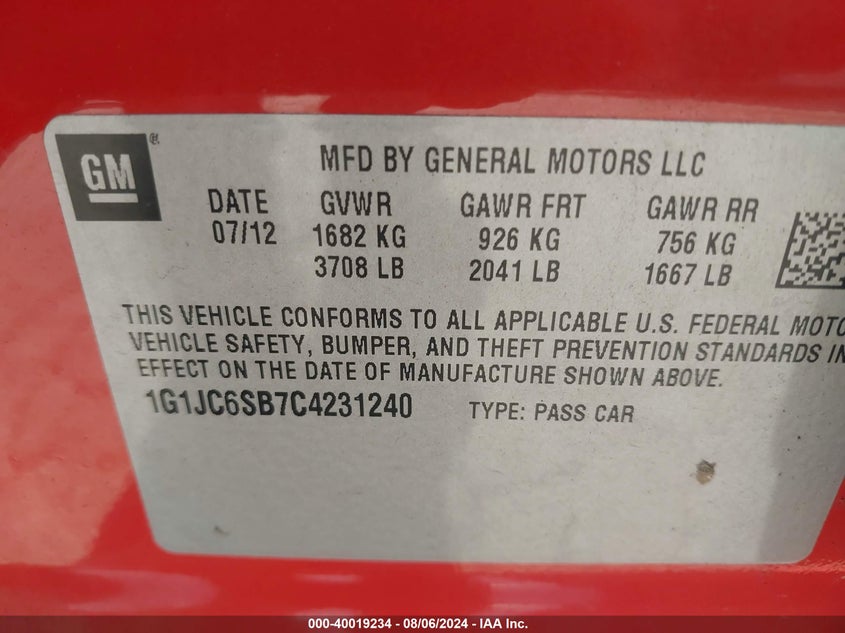 GM
MFD BY GENERAL MOTORS LLC
DATE GVWR GAWR FRT GAWR RR
07/12 1682 KG 926 KG 756 KG
3708 LB 2041 LB 1667 LB
THIS VEHICLE CONFORMS TO ALL APPLICABLE U.S. FEDERAL MOTO
VEHICLE SAFETY, BUMPER, AND THEFT PREVENTION STANDARDS IN
EFFECT ON THE DATE OF MANUFACTURE SHOWN ABOVE.
1G1JC6SB7C4231240 TYPE: PASS CAR
000-40019234 - 08/06/2024 - IAA Inc.